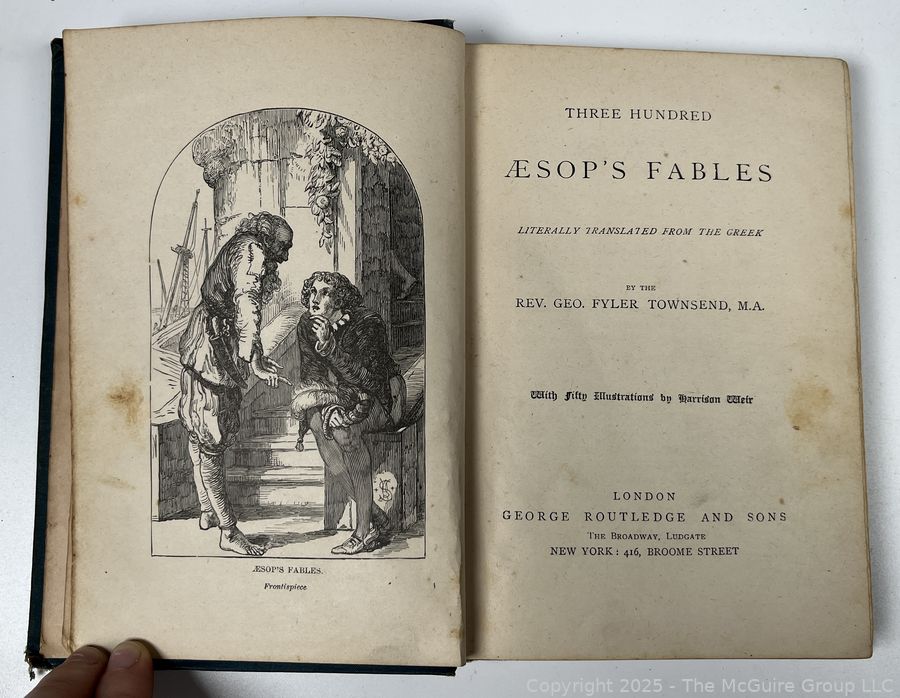 ÆSOP'S FABLES.
Frontispiece
THREE HUNDRED
ÆSOP'S FABLES
LITERALLY TRANSLATED FROM THE GREEK
BY THE
REV. GEO. FYLER TOWNSEND, M.A.
With Fifty Illustrations by Harrison Weir
LONDON
GEORGE ROUTLEDGE AND SONS
The Broadway, Ludgate
NEW YORK: 416, BROOME STREET
Copyright 2025 - The McGuire Group LLC